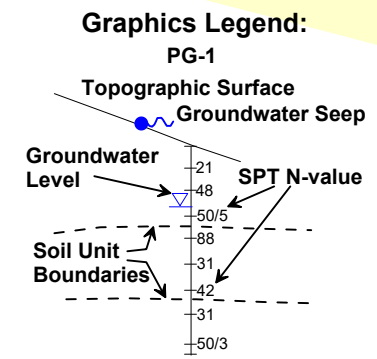 Graphics Legend:
PG-1
Topographic Surface
Groundwater Seep
Groundwater
Level
SPT N-value
21
48
50/5
88
Soil Unit
Boundaries
31
42
31
50/3